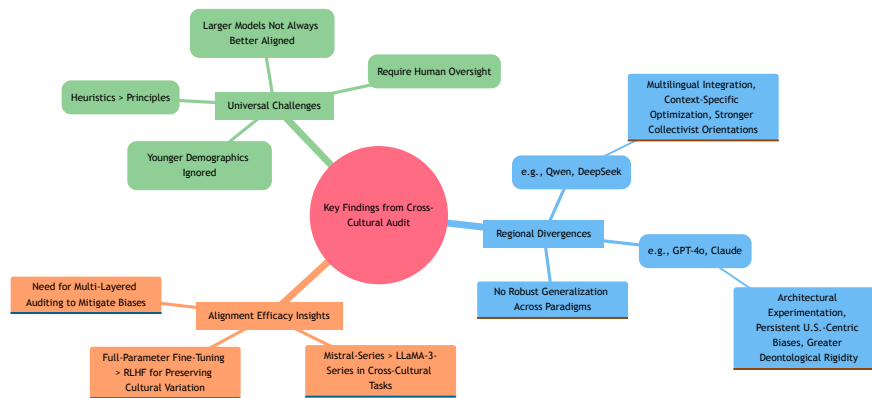 Larger Models Not Always
Better Aligned
Require Human Oversight
Heuristics > Principles
Universal Challenges
Younger Demographics
Ignored
Key Findings from Cross-
Cultural Audit
Multilingual Integration,
Context-Specific
Optimization, Stronger
Collectivist Orientations
e.g., Qwen, DeepSeek
Regional Divergences
e.g., GPT-4o, Claude
No Robust Generalization
Across Paradigms
Architectural
Experimentation,
Persistent U.S.-Centric
Biases, Greater
Deontological Rigidity
Need for Multi-Layered
Auditing to Mitigate Biases
Alignment Efficacy Insights
Full-Parameter Fine-Tuning
> RLHF for Preserving
Cultural Variation
Mistral-Series > LLaMA-3-
Series in Cross-Cultural
Tasks